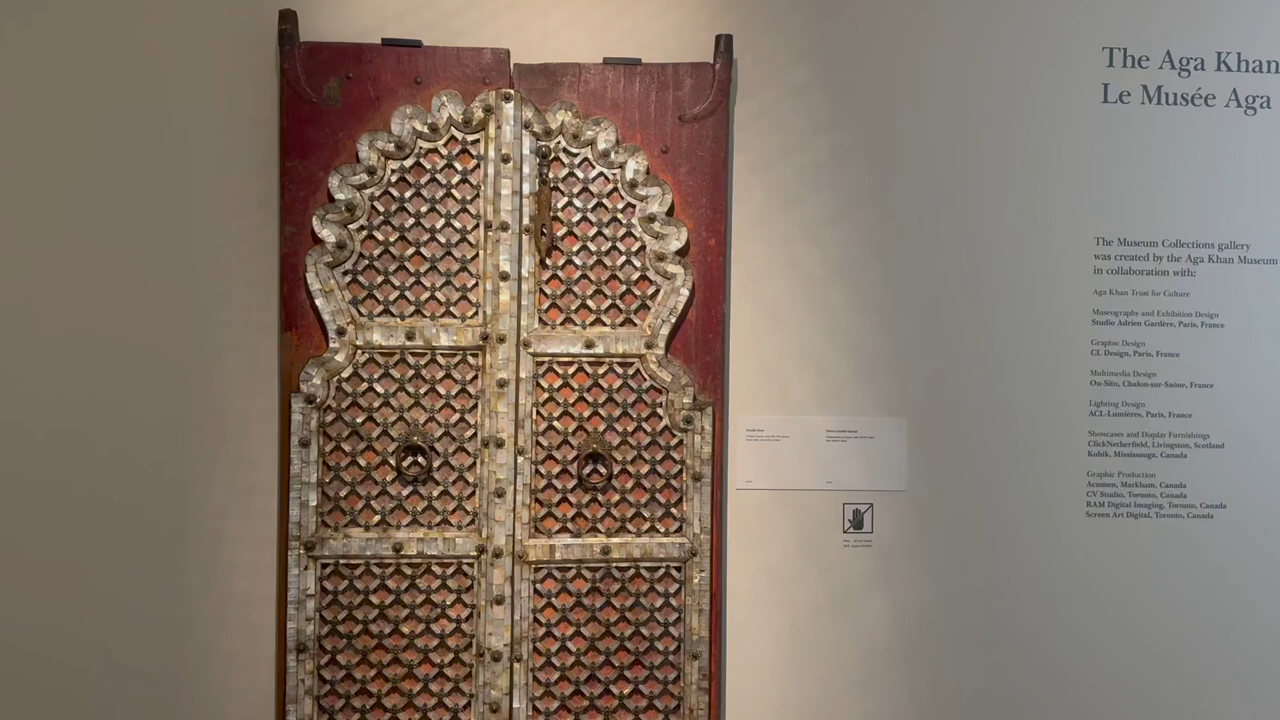 The Aga Khan
Le Musée Aga
The Museum Collections gallery
was created by the Aga Khan Museum
in collaboration with:
Aga Khan Trust for Culture
Museography and Exhibition Design
Studio Adrien Gardère, Paris, France
Graphic Design
CL Design, Paris, France
Multimedia Design
On-Situ, Chalon-sur-Saône, France
Lighting Design
ACL-Lumières, Paris, France
Showcases and Display Furnishings
ClickNetherfield, Livingston, Scotland
Kubik, Mississauga, Canada
Graphic Production
Acumen, Markham, Canada
CV Studio, Toronto, Canada
RAM Digital Imaging, Toronto, Canada
Screen Art Digital, Toronto, Canada